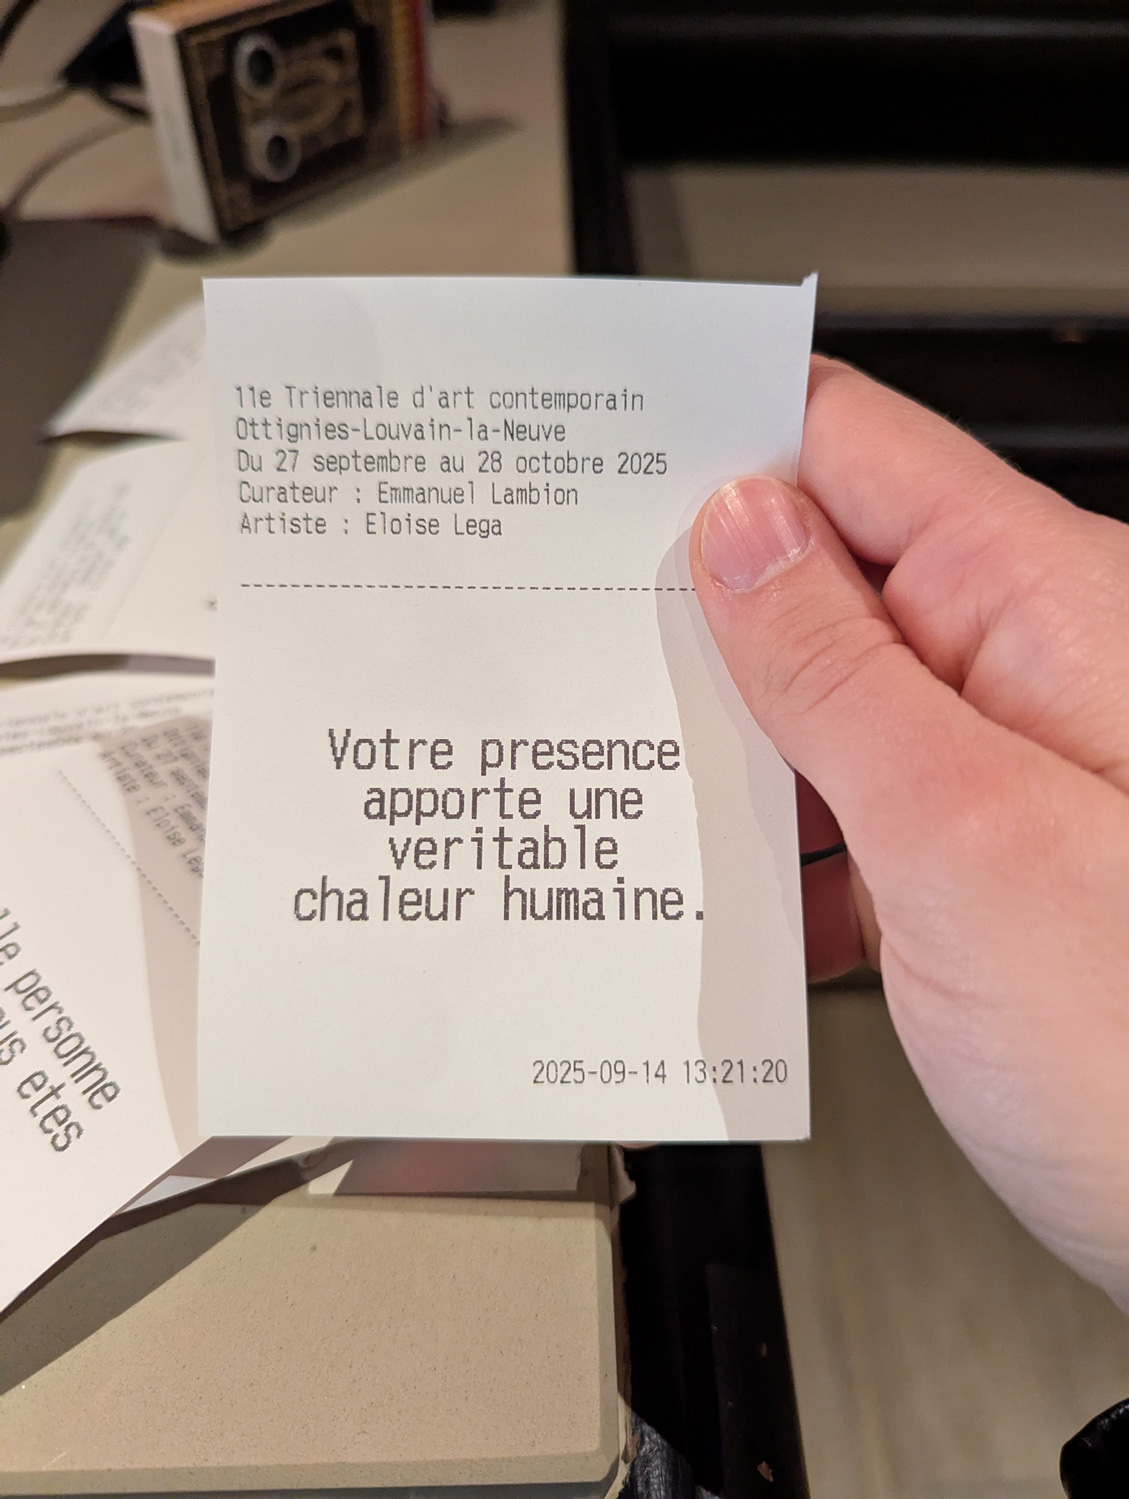 11e Triennale d'art contemporain
Ottignies-Louvain-la-Neuve
Du 27 septembre au 28 octobre 2025
Curateur : Emmanuel Lambion
Artiste : Eloise Lega
Votre presence
apporte une
veritable
chaleur humaine.
2025-09-14 13:21:20
personne
etes